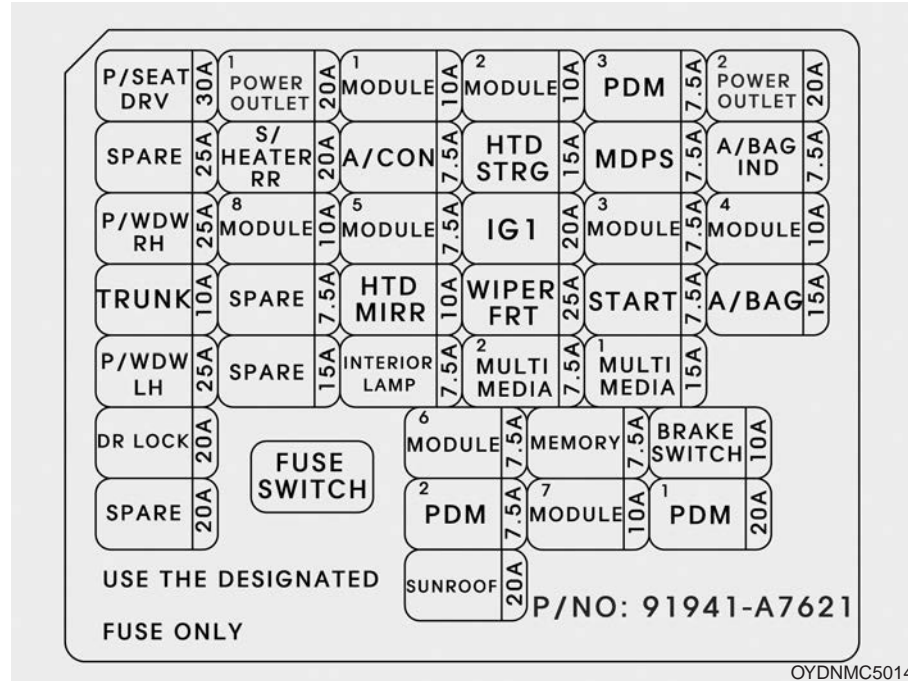 P/SEAT DRV 30A 1 POWER OUTLET 20A 1 MODULE 10A 2 MODULE 10A 3 PDM 7.5A 2 POWER OUTLET 20A
SPARE 25A S/ HEATER RR 20A A/CON 7.5A HTD STRG 15A MDPS 7.5A A/BAG IND 7.5A
P/WDW RH 25A 8 MODULE 10A 5 MODULE 7.5A IG1 20A 3 MODULE 7.5A 4 MODULE 10A
TRUNK 10A SPARE 7.5A HTD MIRR 10A WIPER FRT 25A START 7.5A A/BAG 15A
P/WDW LH 25A SPARE 15A INTERIOR LAMP 7.5A 2 MULTI MEDIA 7.5A 1 MULTI MEDIA 15A
DR LOCK 20A FUSE SWITCH 6 MODULE 7.5A MEMORY 7.5A BRAKE SWITCH 10A
SPARE 20A 2 PDM 7.5A 7 MODULE 10A 1 PDM 20A
USE THE DESIGNATED SUNROOF 20A
P/NO: 91941-A7621
FUSE ONLY
OYDNMC5014